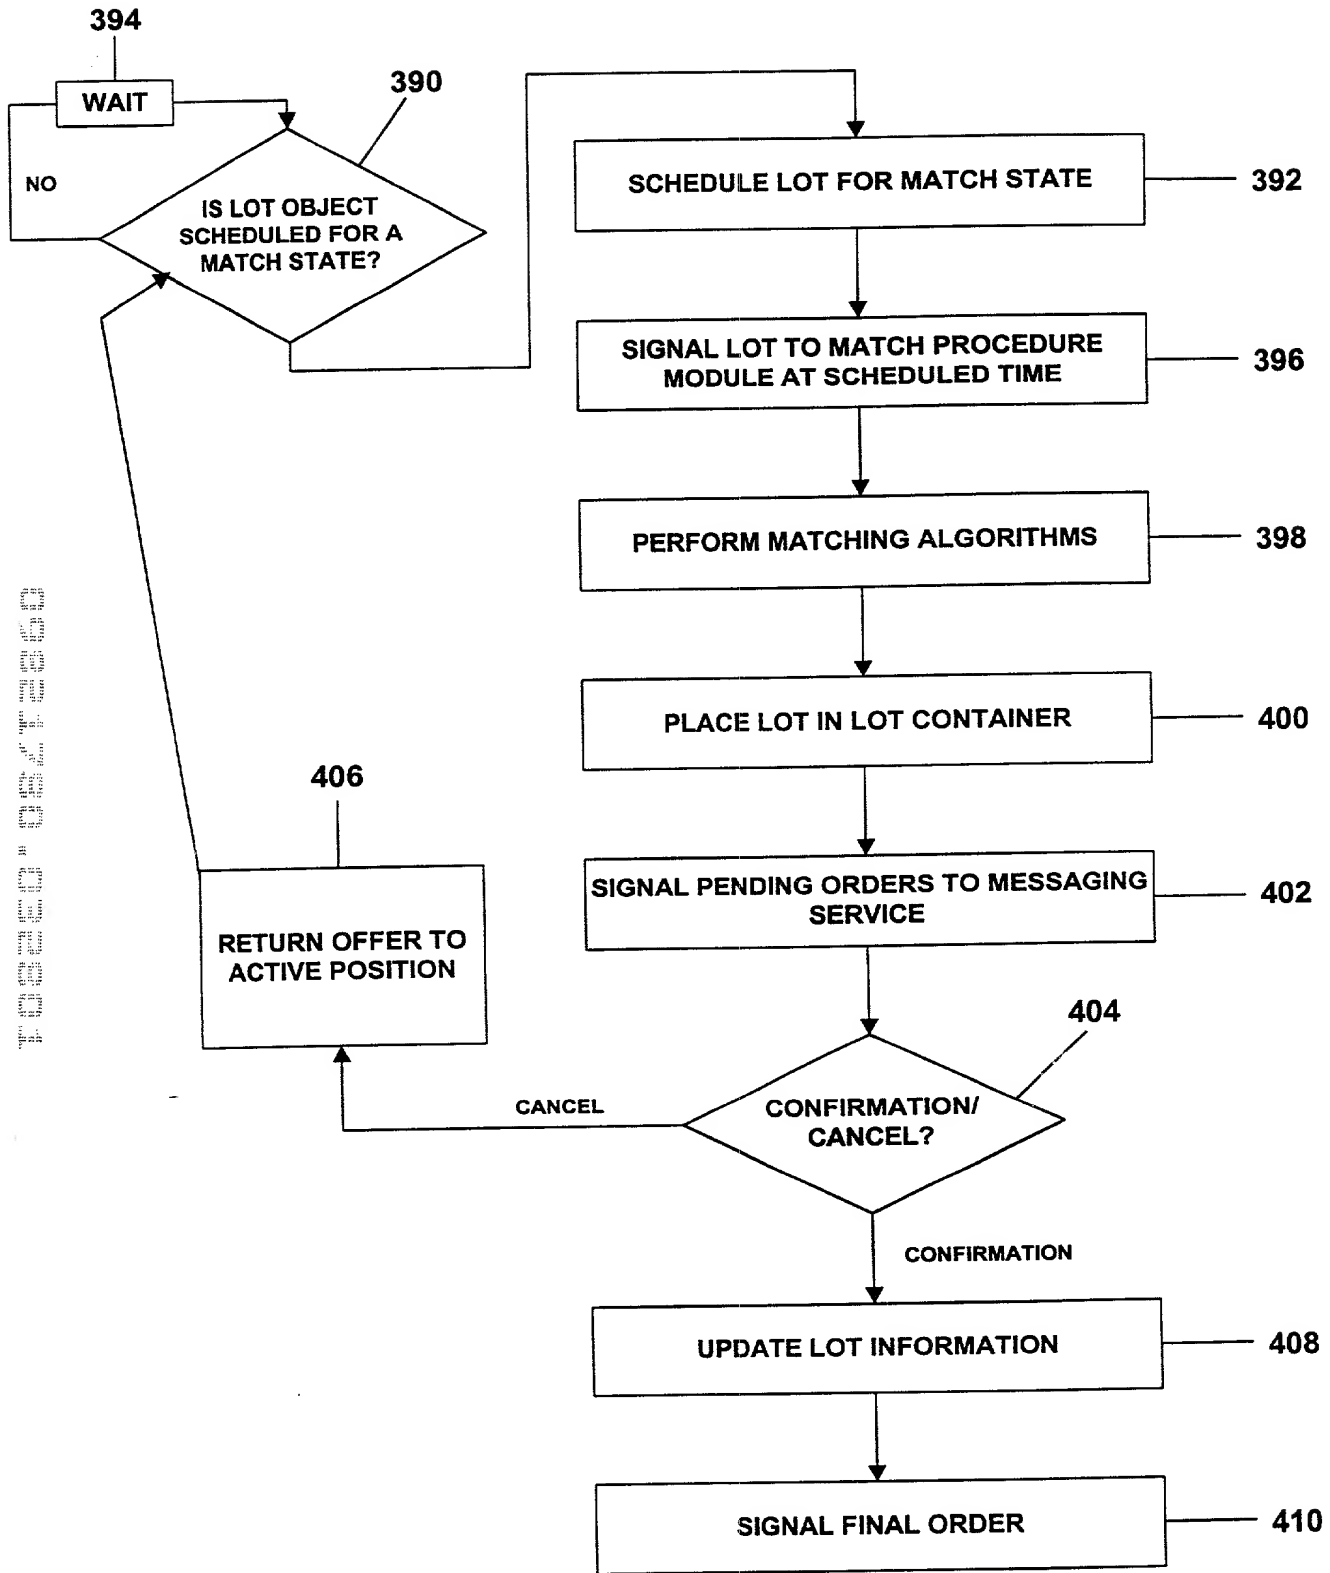 394
WAIT
390
NO
IS LOT OBJECT
SCHEDULED FOR A
MATCH STATE?
SCHEDULE LOT FOR MATCH STATE
392
SIGNAL LOT TO MATCH PROCEDURE
MODULE AT SCHEDULED TIME
396
PERFORM MATCHING ALGORITHMS
398
PLACE LOT IN LOT CONTAINER
400
406
SIGNAL PENDING ORDERS TO MESSAGING
SERVICE
402
RETURN OFFER TO
ACTIVE POSITION
404
CANCEL
CONFIRMATION/
CANCEL?
CONFIRMATION
UPDATE LOT INFORMATION
408
SIGNAL FINAL ORDER
410